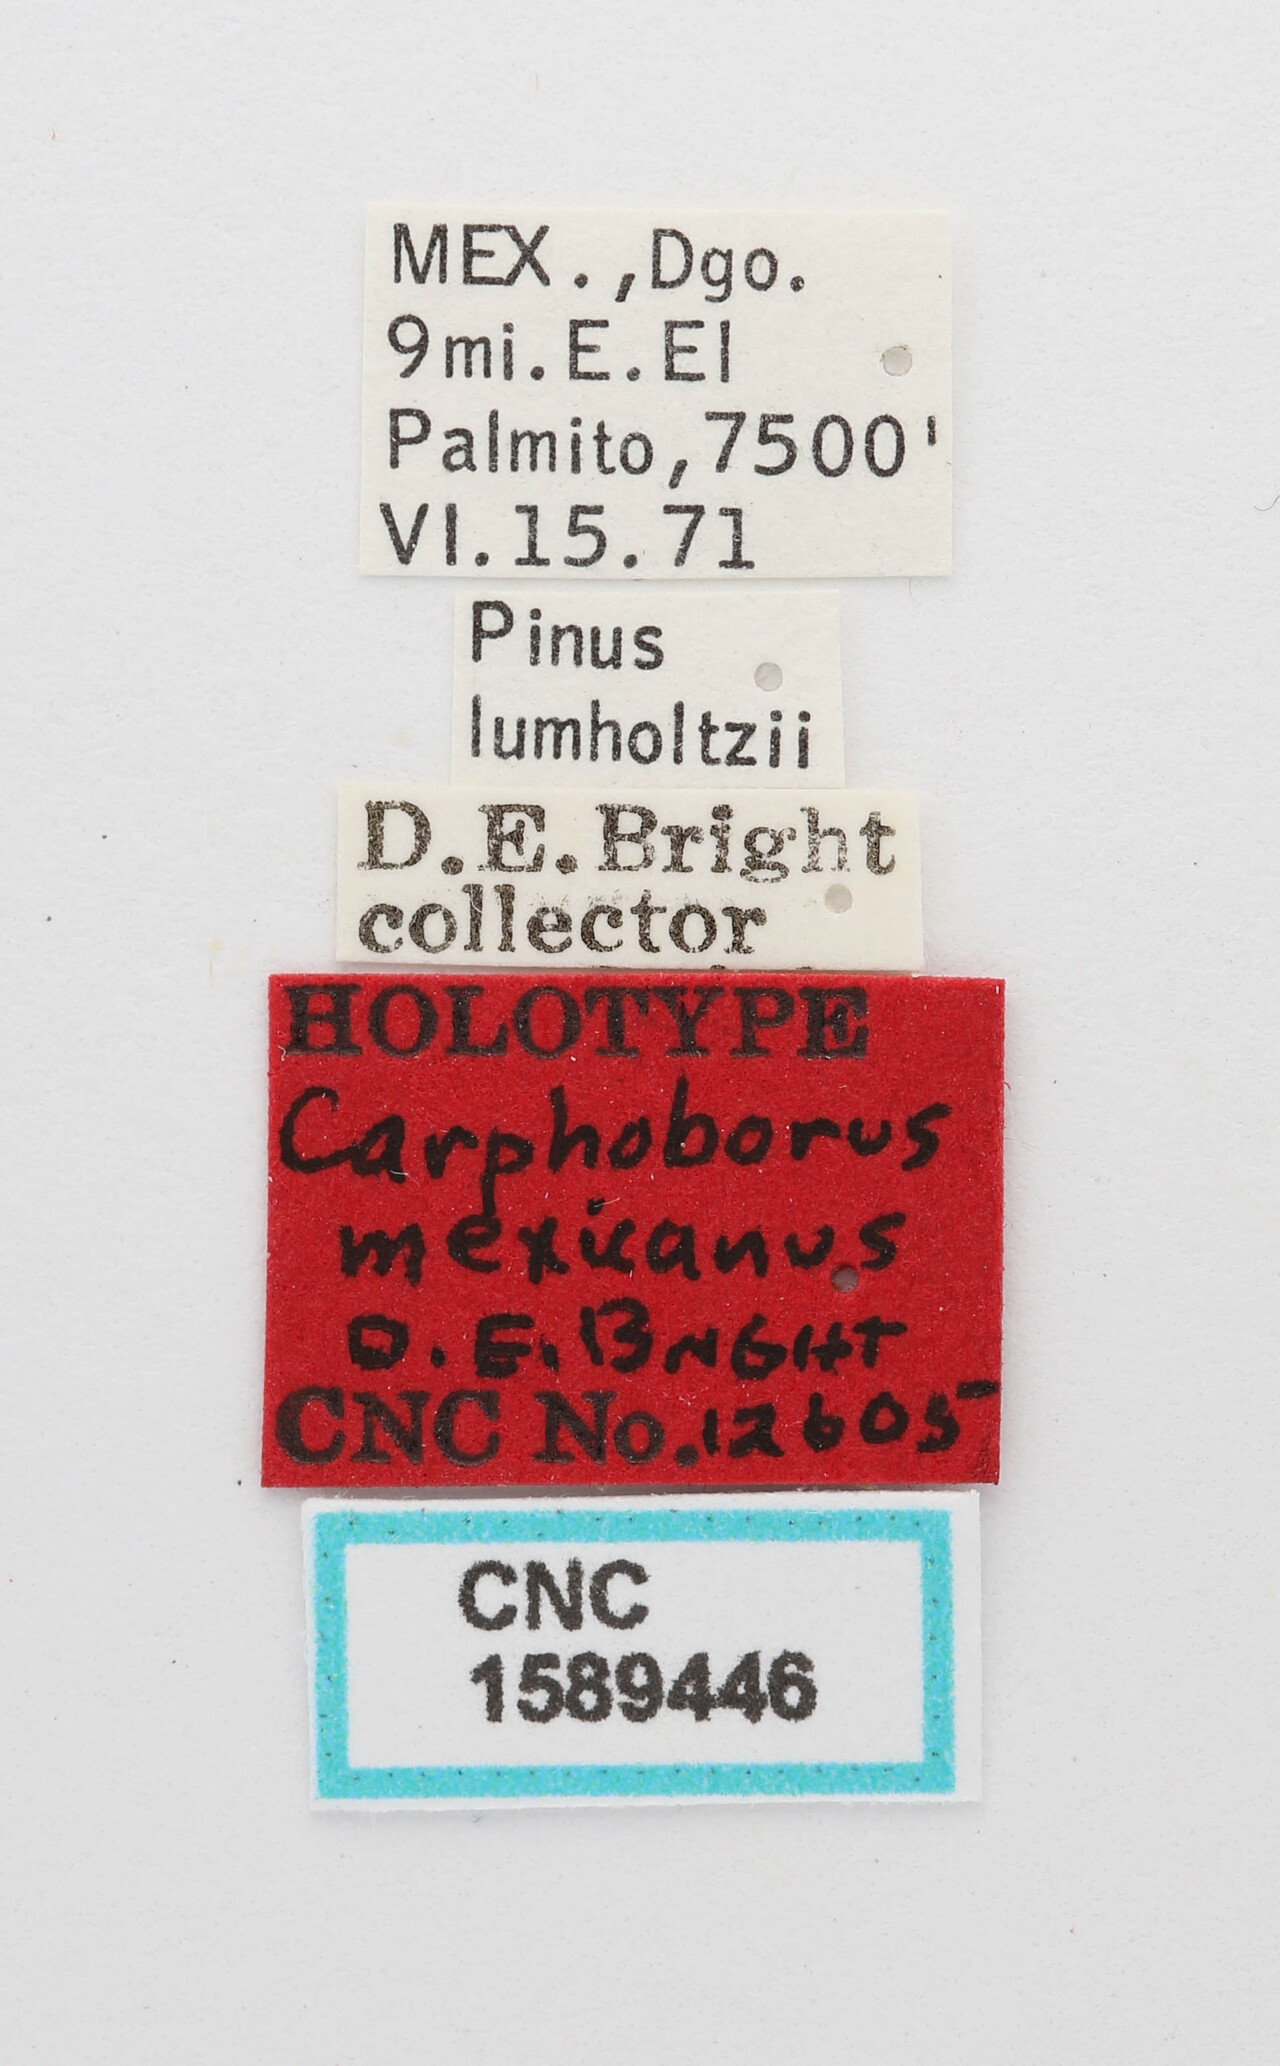 MEX.,Dgo.
9mi.E.El
Palmito,7500'
VI.15.71
Pinus
lumholtzii
D.E.Bright
collector
HOLOTYPE
Carphoborus
mexicanus
D.E.BRIGHT
CNC No.12605
CNC
1589446